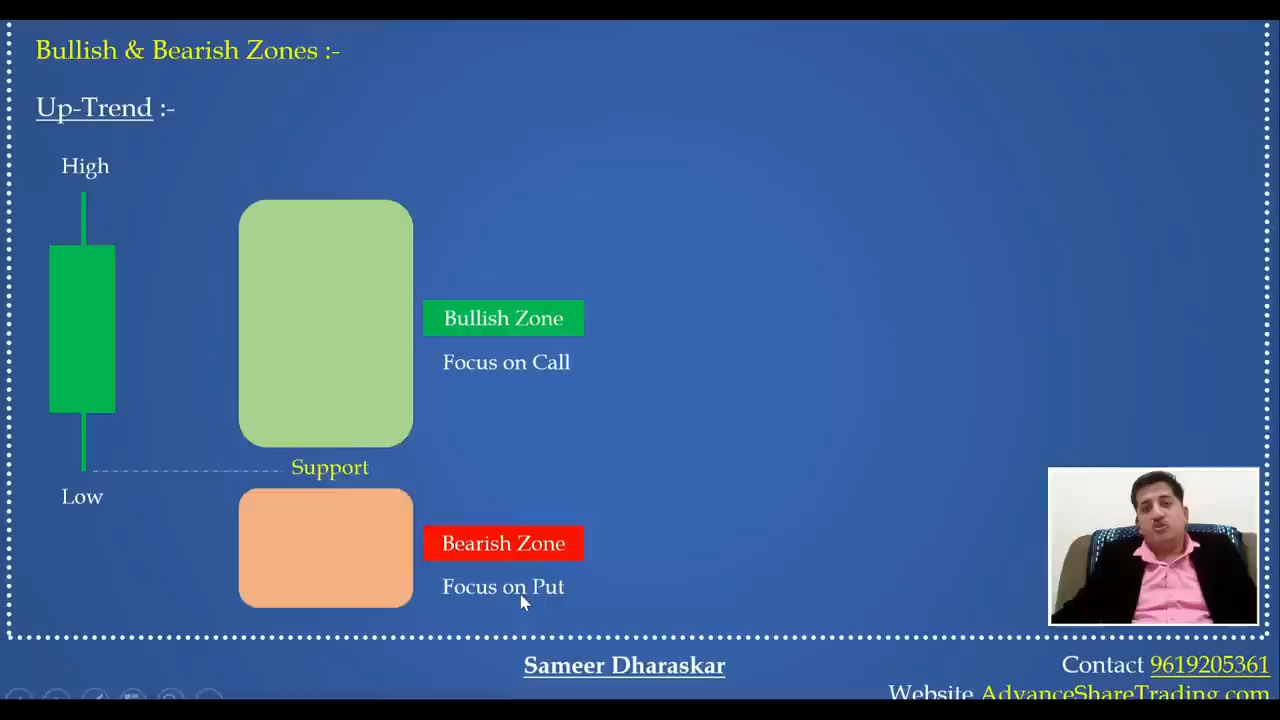 Bullish & Bearish Zones :-
Up-Trend :-
High
Bullish Zone
Focus on Call
Support
Low
Bearish Zone
Focus on Put
Sameer Dharaskar
Contact 9619205361
Website AdvanceShareTrading.com